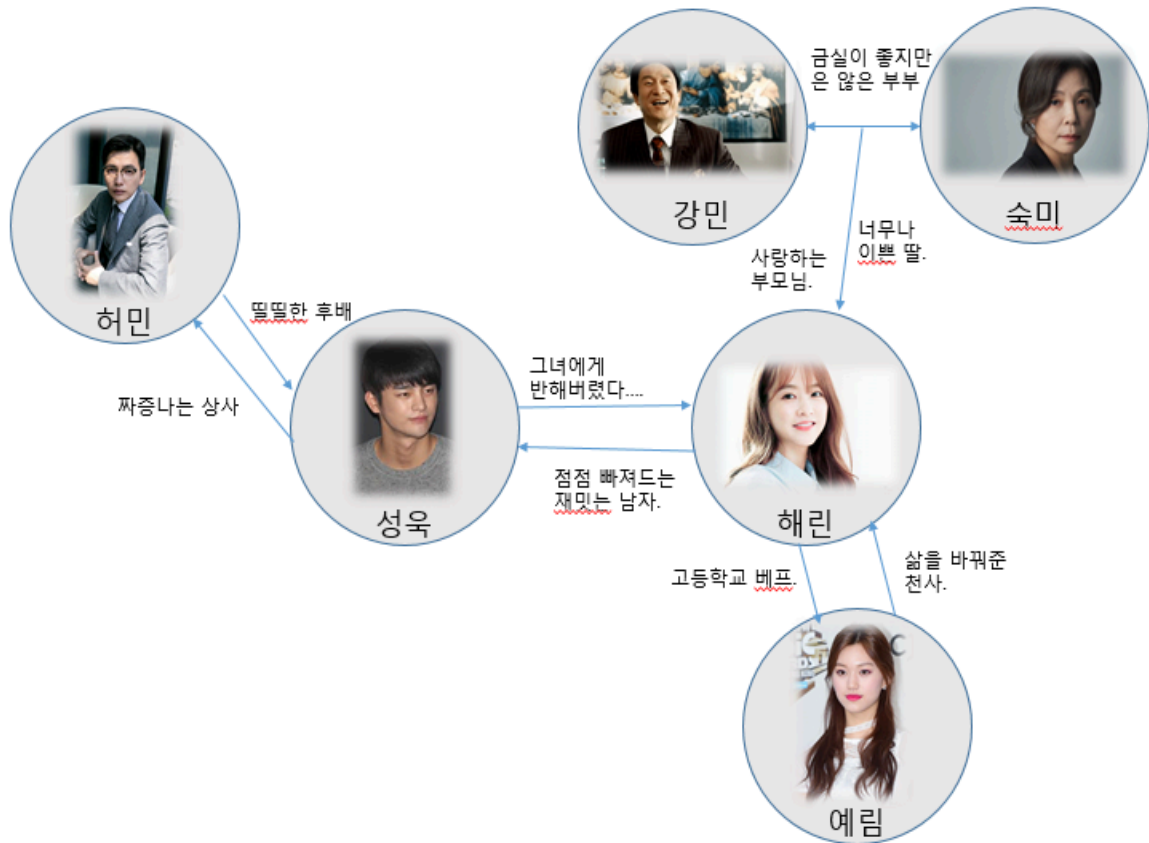 금실이 좋지만
은 않은 부부
강민
숙미
허민
너무나
이쁜 딸.
사랑하는
부모님.
띨띨한 후배
짜증나는 상사
그녀에게
반해버렸다....
점점 빠져드는
재밋는 남자.
성욱
해린
고등학교 베프.
삶을 바꿔준
천사.
예림